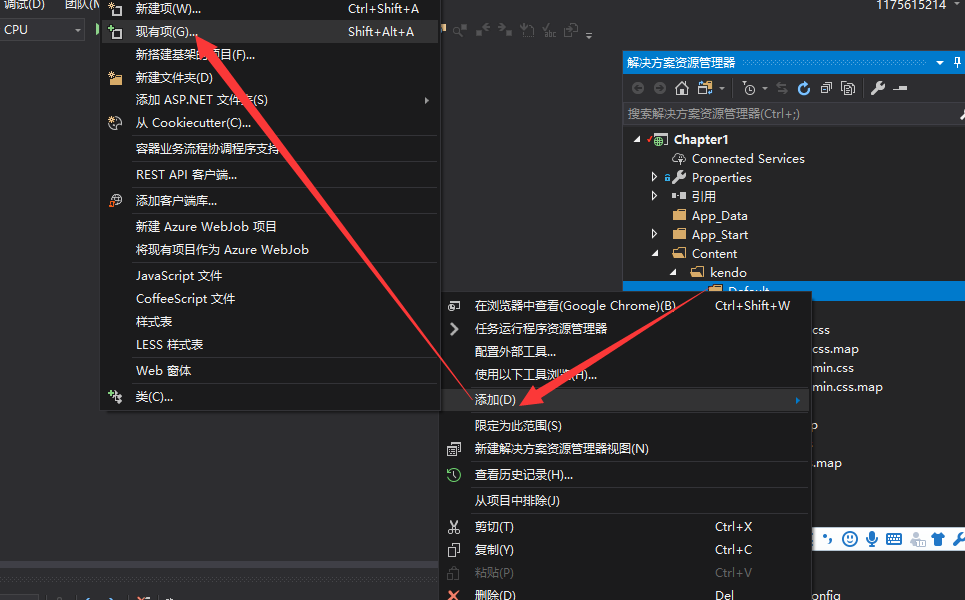 调试(D)
1175615214
CPU
新建项(W)... Ctrl+Shift+A
现有项(G)... Shift+Alt+A
新搭建基架的项目(F)...
新建文件夹(D)
添加 ASP.NET 文件夹(S)
从 Cookiecutter(C)...
容器业务流程协调程序支持
REST API 客户端...
添加客户端库...
新建 Azure WebJob 项目
将现有项目作为 Azure WebJob
JavaScript 文件
CoffeeScript 文件
样式表
LESS 样式表
Web 窗体
类(C)...
解决方案资源管理器
搜索解决方案资源管理器(Ctrl+;)
Chapter1
Connected Services
Properties
引用
App_Data
App_Start
Content
kendo
Default
在浏览器中查看(Google Chrome)(B) Ctrl+Shift+W
任务运行程序资源管理器
配置外部工具...
使用以下工具浏览(H)...
添加(D)
限定为此范围(S)
新建解决方案资源管理器视图(N)
查看历史记录(H)...
从项目中排除(J)
剪切(T) Ctrl+X
复制(Y) Ctrl+C
粘贴(P) Ctrl+V
删除(D) Del
css
css.map
min.css
min.css.map
p
.map
onfig